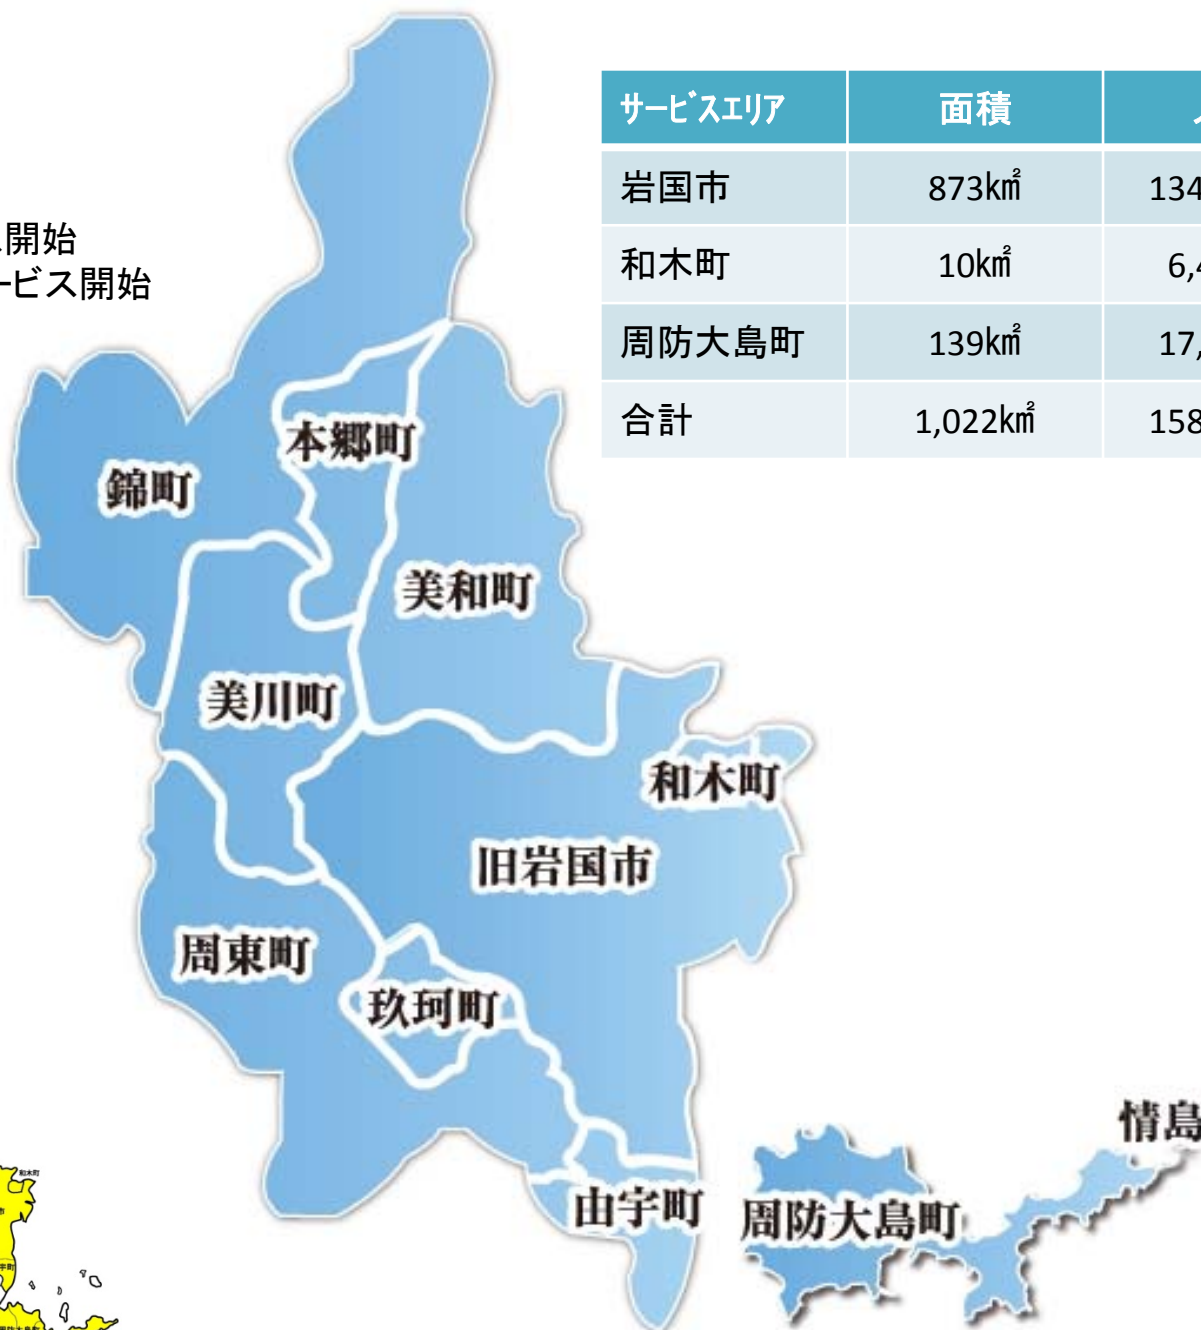 サービスエリア 面積
岩国市 873k㎡ 134
和木町 10k㎡ 6,4
周防大島町 139k㎡ 17,
合計 1,022k㎡ 158
開始
ービス開始
本郷町
錦町
美和町
美川町
和木町
旧岩国市
周東町
玖珂町
情島
由宇町
周防大島町
和木町